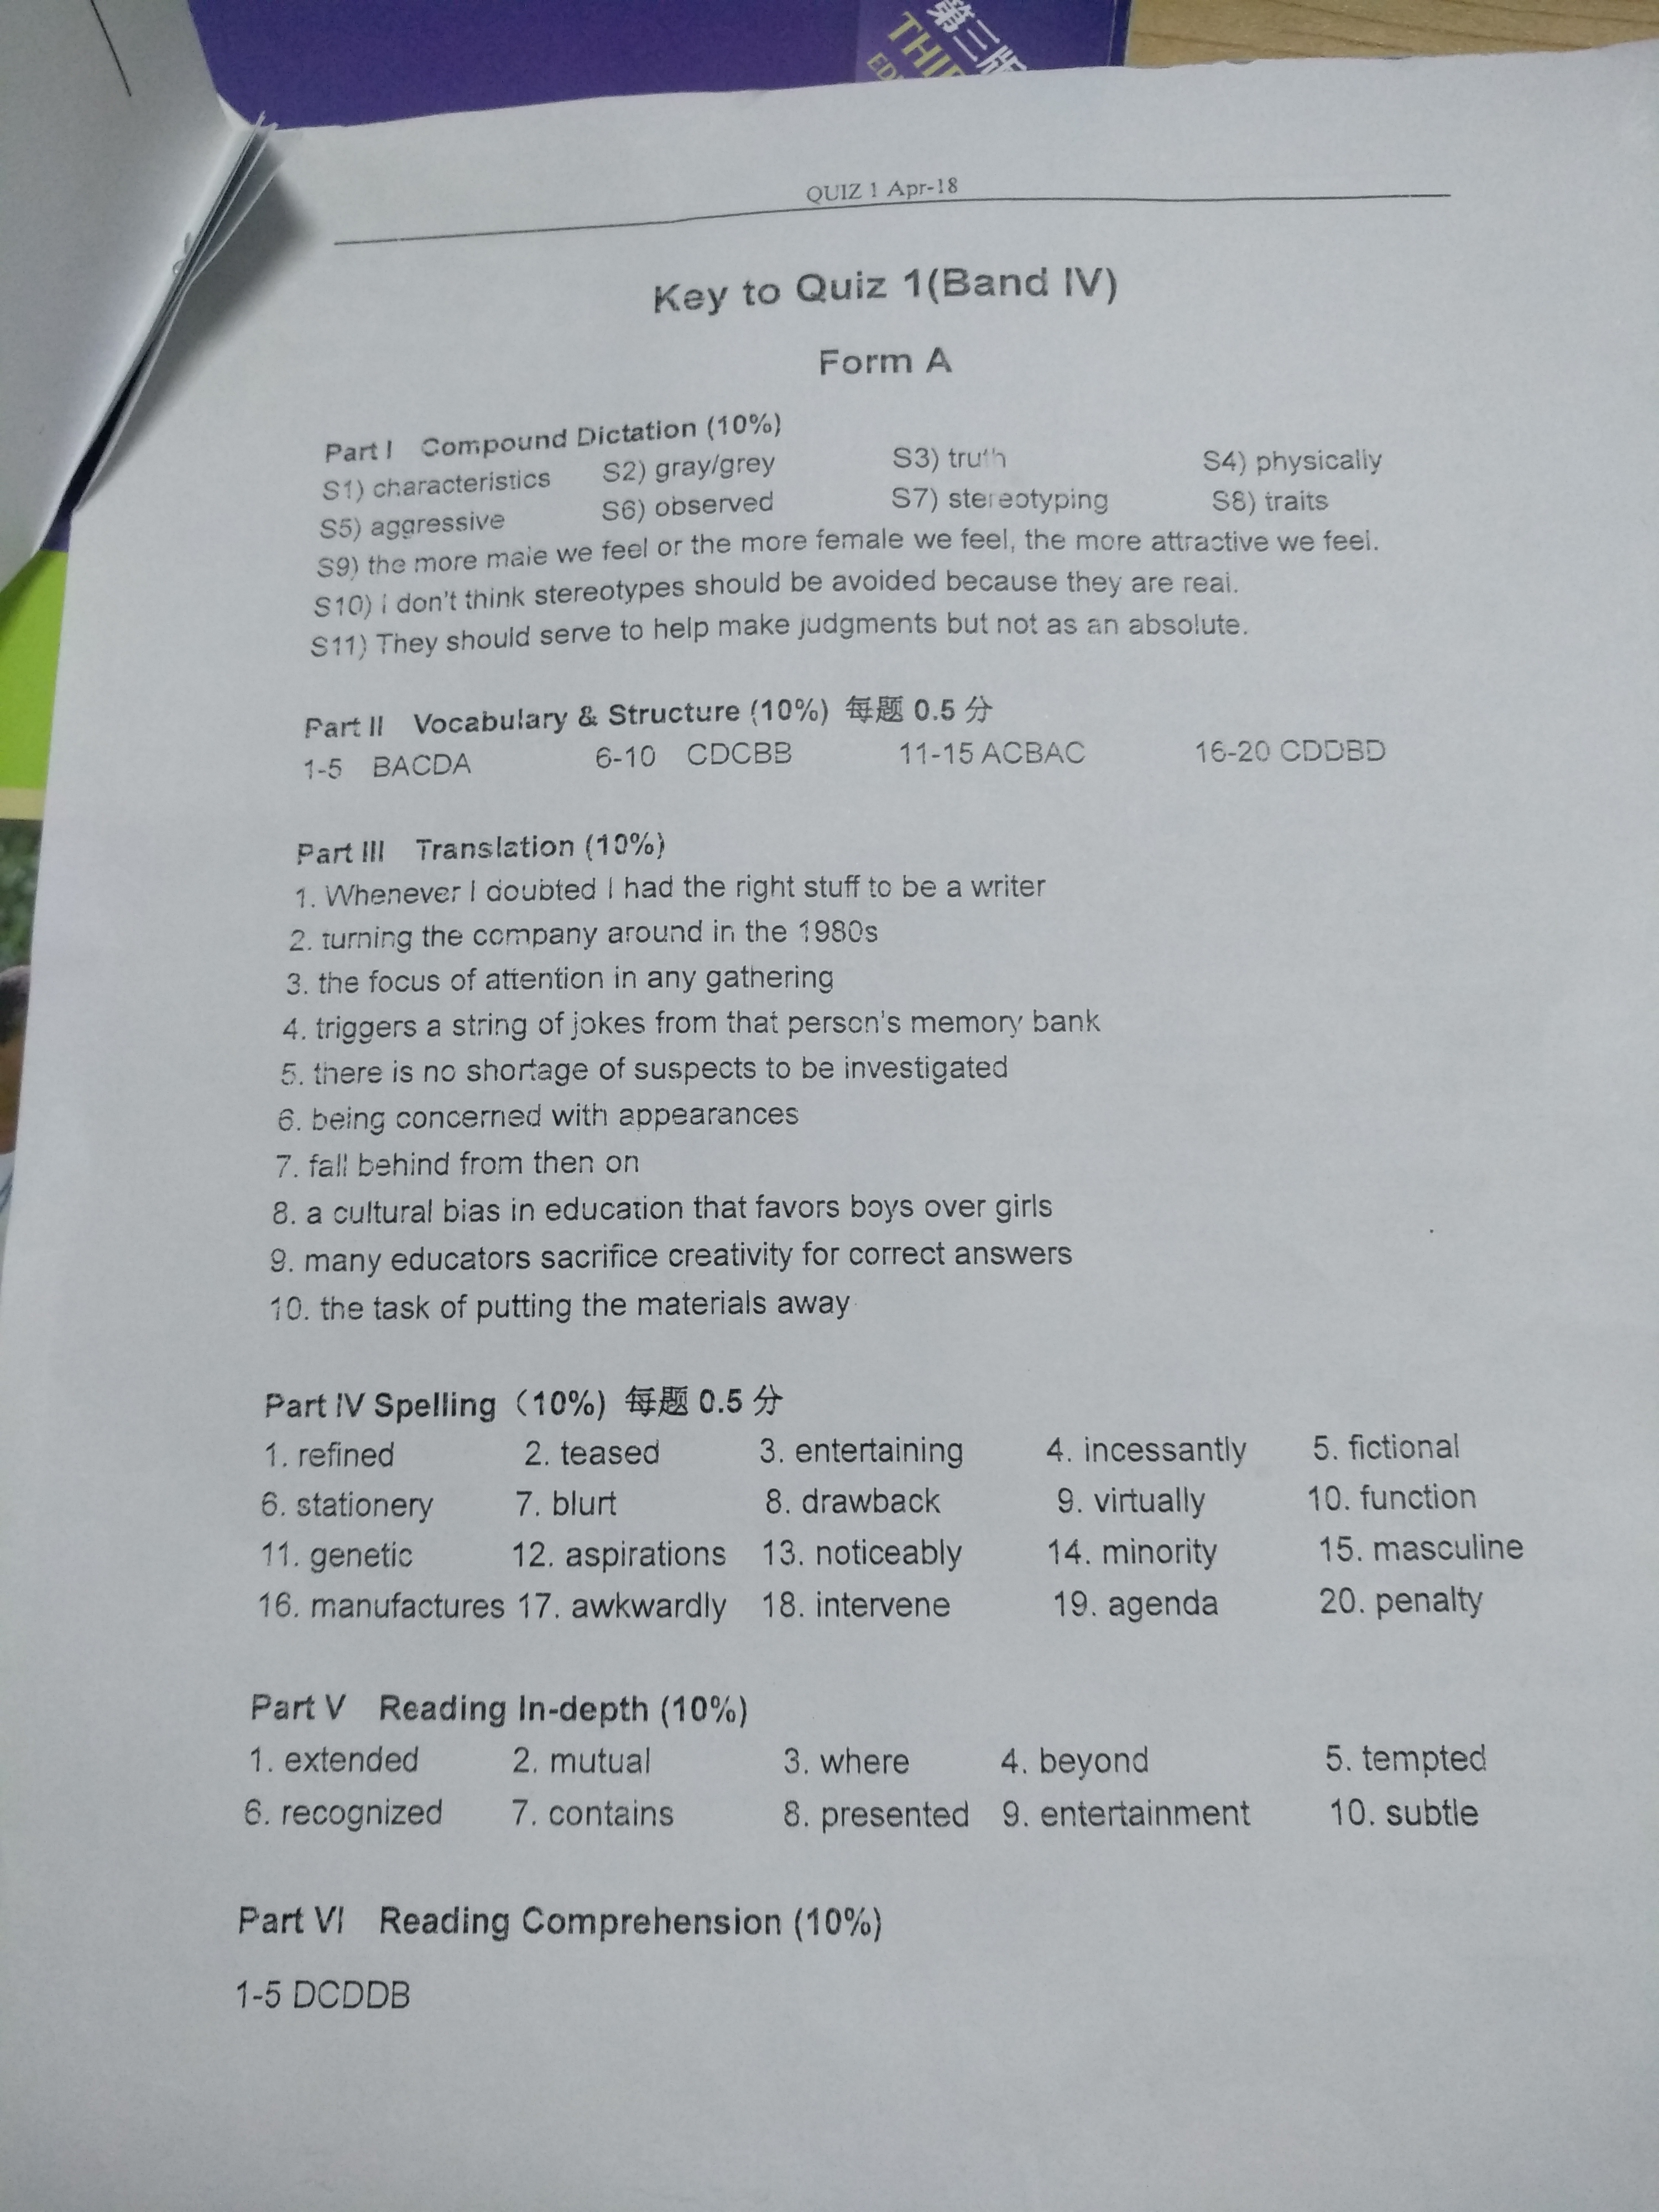 第三版
QUIZ 1 Apr-18
Key to Quiz 1(Band IV)
Form A
Part I Compound Dictation (10%)
S1) characteristics S2) gray/grey S3) truth S4) physically
S5) aggressive S6) observed S7) stereotyping S8) traits
S9) the more male we feel or the more female we feel, the more attractive we feel.
S10) i don't think stereotypes should be avoided because they are real.
S11) They should serve to help make judgments but not as an absolute.
Part II Vocabulary & Structure (10%) 每题 0.5 分
1-5 BACDA 6-10 CDCBB 11-15 ACBAC 16-20 CDDBD
Part III Translation (10%)
1. Whenever I doubted I had the right stuff to be a writer
2. turning the company around in the 1980s
3. the focus of attention in any gathering
4. triggers a string of jokes from that person's memory bank
5. there is no shortage of suspects to be investigated
6. being concerned with appearances
7. fall behind from then on
8. a cultural bias in education that favors boys over girls
9. many educators sacrifice creativity for correct answers
10. the task of putting the materials away
Part IV Spelling（10%）每题 0.5 分
1. refined 2. teased 3. entertaining 4. incessantly 5. fictional
6. stationery 7. blurt 8. drawback 9. virtually 10. function
11. genetic 12. aspirations 13. noticeably 14. minority 15. masculine
16. manufactures 17. awkwardly 18. intervene 19. agenda 20. penalty
Part V Reading In-depth (10%)
1. extended 2. mutual 3. where 4. beyond 5. tempted
6. recognized 7. contains 8. presented 9. entertainment 10. subtle
Part VI Reading Comprehension (10%)
1-5 DCDDB